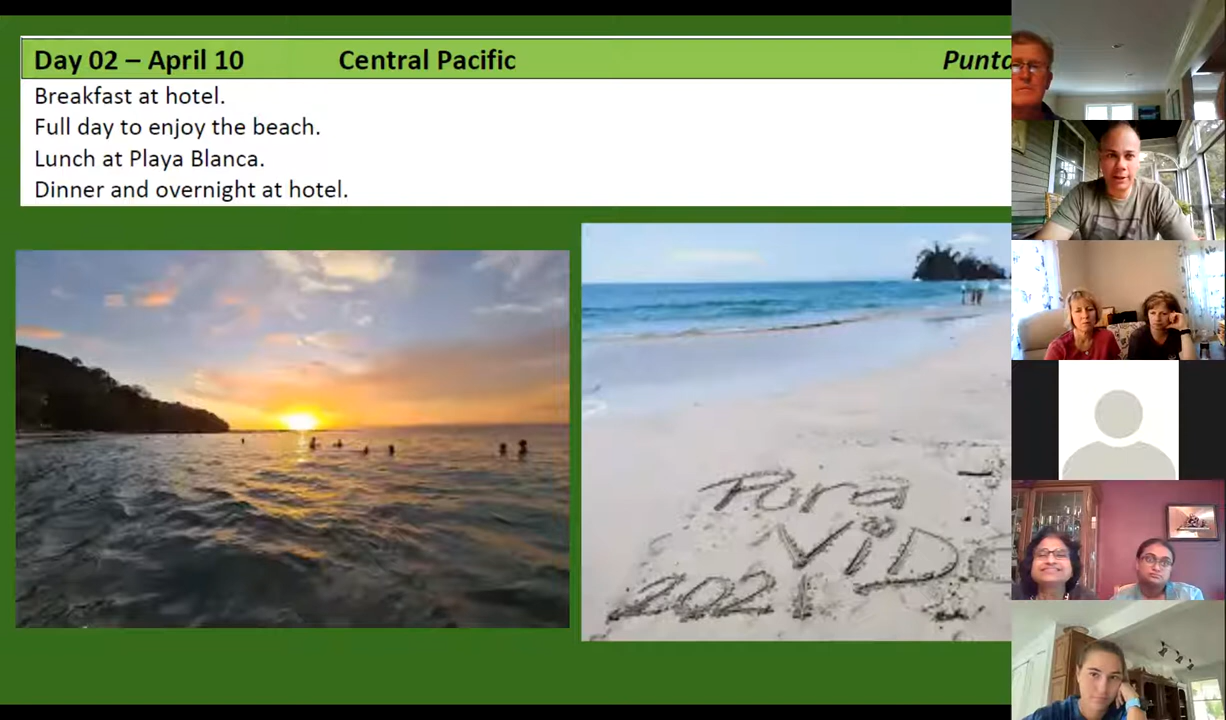 Day 02 – April 10 Central Pacific Punta
Breakfast at hotel.
Full day to enjoy the beach.
Lunch at Playa Blanca.
Dinner and overnight at hotel.
Pura
ViDa
2021